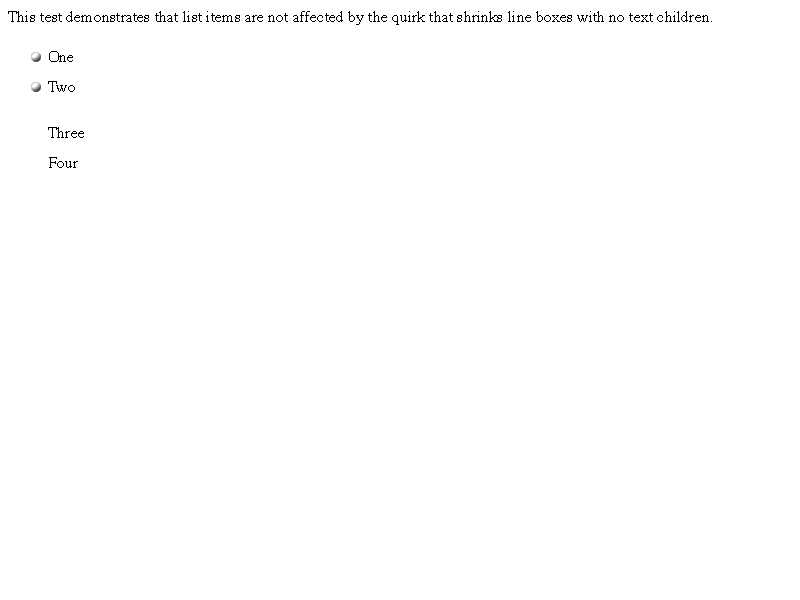 This test demonstrates that list items are not affected by the quirk that shrinks line boxes with no text children.
One
Two
Three
Four